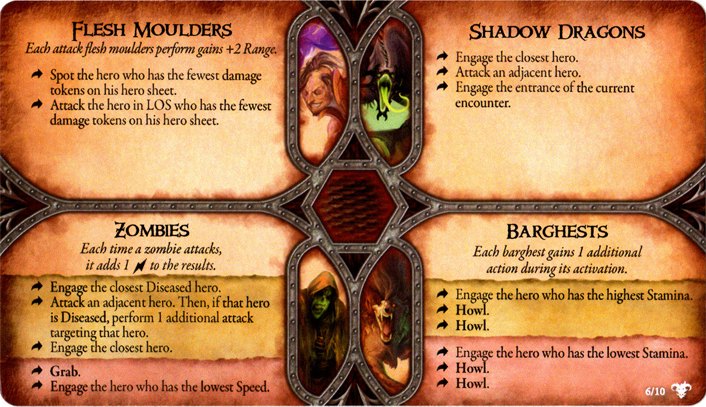 Flesh Moulders
Each attack flesh moulders perform gains +2 Range.
Spot the hero who has the fewest damage
tokens on his hero sheet.
Attack the hero in LOS who has the fewest
damage tokens on his hero sheet.
Shadow Dragons
Engage the closest hero.
Attack an adjacent hero.
Engage the entrance of the current
encounter.
Zombies
Each time a zombie attacks,
it adds 1 to the results.
Engage the closest Diseased hero.
Attack an adjacent hero. Then, if that hero
is Diseased, perform 1 additional attack
targeting that hero.
Engage the closest hero.
Grab.
Engage the hero who has the lowest Speed.
Barghests
Each barghest gains 1 additional
action during its activation.
Engage the hero who has the highest Stamina.
Howl.
Howl.
Engage the hero who has the lowest Stamina.
Howl.
Howl.
6/10